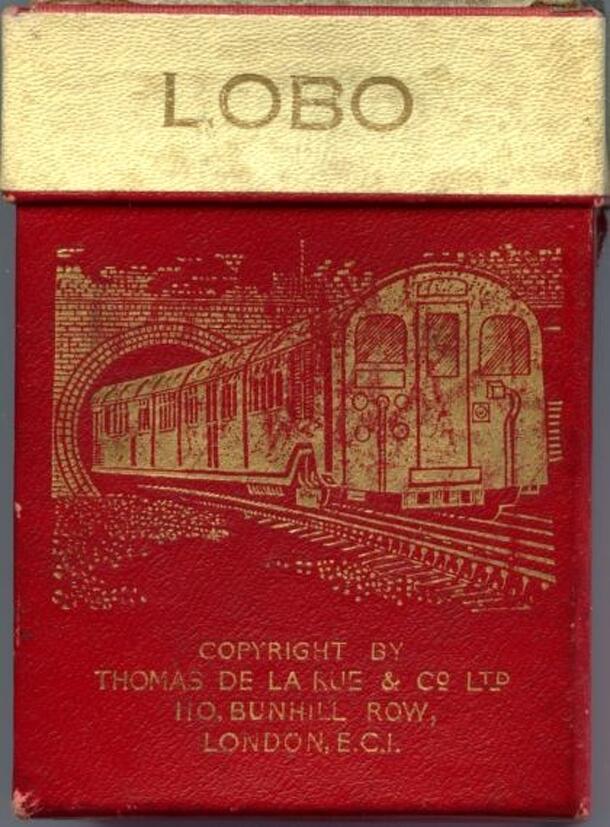 LOBO
COPYRIGHT BY
THOMAS DE LA RUE & Cº LTD
110, BUNHILL ROW,
LONDON, E.C.1.